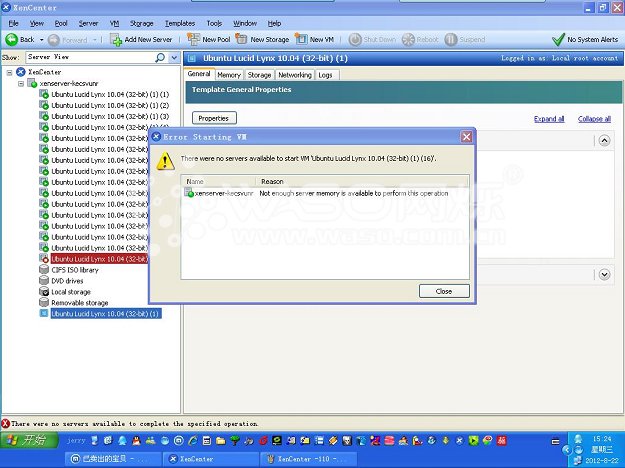 XenCenter
File View Pool Server VM Storage Templates Tools Window Help
Back Forward Add New Server New Pool New Storage New VM Shut Down Reboot Suspend No System Alerts
Show: Server View
Ubuntu Lucid Lynx 10.04 (32-bit) (1) Logged in as: Local root account
General Memory Storage Networking Logs
Template General Properties
Properties
Expand all Collapse all
XenCenter
xenserver-kecsvunr
Ubuntu Lucid Lynx 10.04 (32-bit) (1) (1)
Ubuntu Lucid Lynx 10.04 (32-bit) (1) (2)
Ubuntu Lucid Lynx 10.04 (32-bit) (1) (3)
Ubuntu Lucid Lynx 10.04 (32-bit)
Ubuntu Lucid Lynx 10.04 (32-bit)
Ubuntu Lucid Lynx 10.04 (32-bit)
Ubuntu Lucid Lynx 10.04 (32-bit)
Ubuntu Lucid Lynx 10.04 (32-bit)
Ubuntu Lucid Lynx 10.04 (32-bit)
Ubuntu Lucid Lynx 10.04 (32-bit)
Ubuntu Lucid Lynx 10.04 (32-bit)
Ubuntu Lucid Lynx 10.04 (32-bit)
Ubuntu Lucid Lynx 10.04 (32-bit)
Ubuntu Lucid Lynx 10.04 (32-bit)
Ubuntu Lucid Lynx 10.04 (32-bit)
Ubuntu Lucid Lynx 10.04 (32-bit)
CIFS ISO library
DVD drives
Local storage
Removable storage
Ubuntu Lucid Lynx 10.04 (32-bit) (1)
Error Starting VM
There were no servers available to start VM 'Ubuntu Lucid Lynx 10.04 (32-bit) (1) (16)'.
Name Reason
xenserver-kecsvunr Not enough server memory is available to perform this operation
Close
WASU网烁
www.wasu.com.cn
There were no servers available to complete the specified operation.
开始 jerry 15:24
星期三
2012-8-22
已卖出的宝贝 - ... XenCenter XenCenter -110 -...